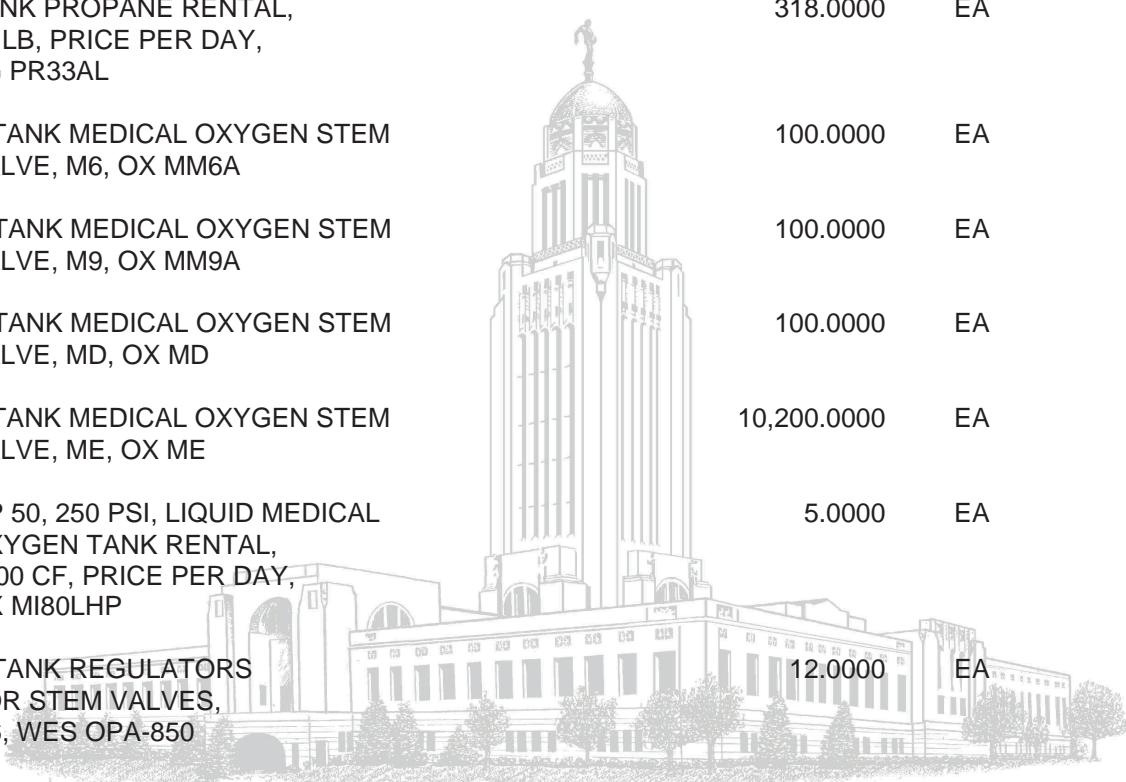 NK PROPANE RENTAL, 318.0000 EA
LB, PRICE PER DAY,
PR33AL
TANK MEDICAL OXYGEN STEM 100.0000 EA
LVE, M6, OX MM6A
TANK MEDICAL OXYGEN STEM 100.0000 EA
LVE, M9, OX MM9A
TANK MEDICAL OXYGEN STEM 100.0000 EA
LVE, MD, OX MD
TANK MEDICAL OXYGEN STEM 10,200.0000 EA
LVE, ME, OX ME
P 50, 250 PSI, LIQUID MEDICAL 5.0000 EA
YGEN TANK RENTAL,
00 CF, PRICE PER DAY,
MI80LHP
TANK REGULATORS 12.0000 EA
OR STEM VALVES,
, WES OPA-850